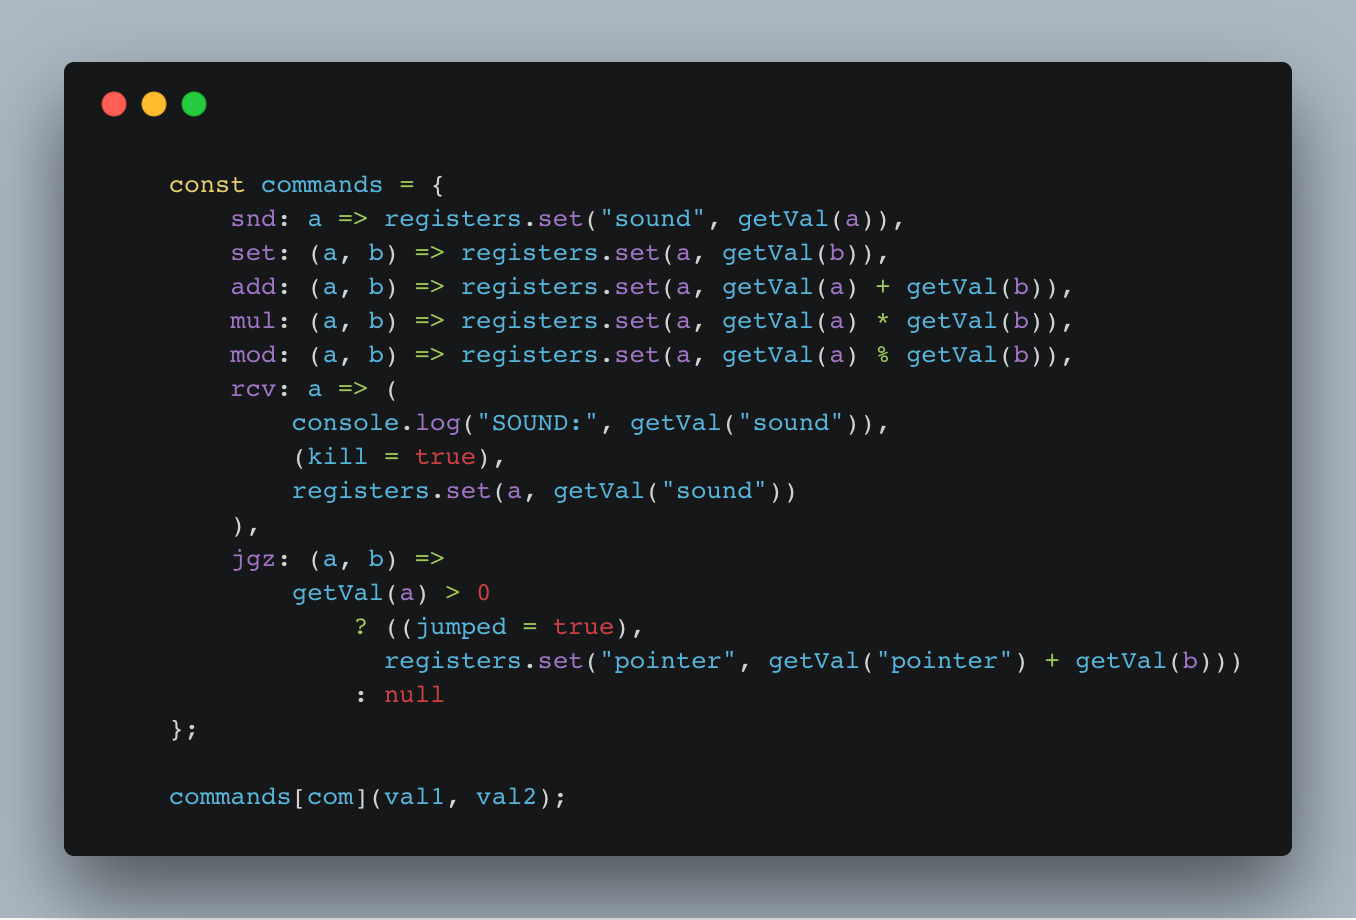 const commands = {
    snd: a => registers.set("sound", getVal(a)),
    set: (a, b) => registers.set(a, getVal(b)),
    add: (a, b) => registers.set(a, getVal(a) + getVal(b)),
    mul: (a, b) => registers.set(a, getVal(a) * getVal(b)),
    mod: (a, b) => registers.set(a, getVal(a) % getVal(b)),
    rcv: a => (
        console.log("SOUND:", getVal("sound")),
        (kill = true),
        registers.set(a, getVal("sound"))
    ),
    jgz: (a, b) =>
        getVal(a) > 0
            ? ((jumped = true),
              registers.set("pointer", getVal("pointer") + getVal(b)))
            : null
};

commands[com](val1, val2);